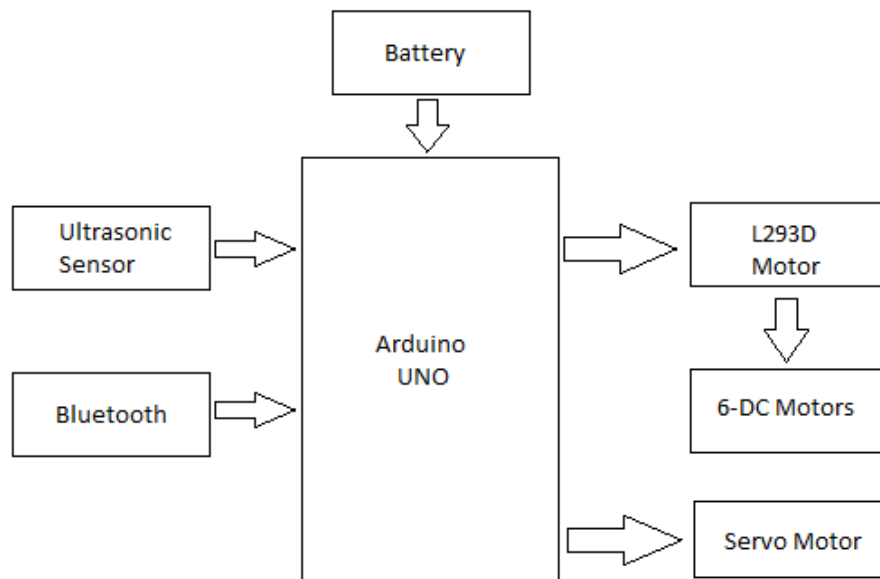 Battery
Ultrasonic
Sensor
L293D
Motor
Arduino
UNO
Bluetooth
6-DC Motors
Servo Motor